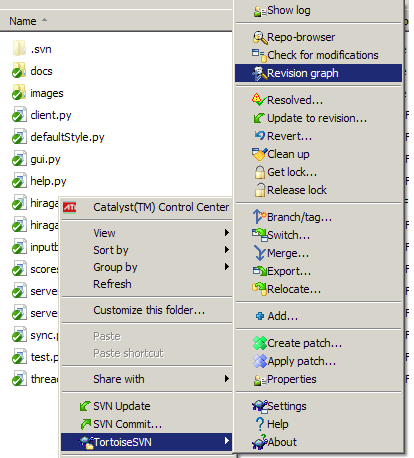 Name
.svn
docs
images
client.py
defaultStyle.py
gui.py
help.py
hiraga
hiraga
inputb
scores
serve
serve
sync.p
test.p
thread
Catalyst(TM) Control Center
View
Sort by
Group by
Refresh
Customize this folder...
Paste
Paste shortcut
Share with
SVN Update
SVN Commit...
TortoiseSVN
Show log
Repo-browser
Check for modifications
Revision graph
Resolved...
Update to revision...
Revert...
Clean up
Get lock...
Release lock
Branch/tag...
Switch...
Merge...
Export...
Relocate...
Add...
Create patch...
Apply patch...
Properties
Settings
Help
About